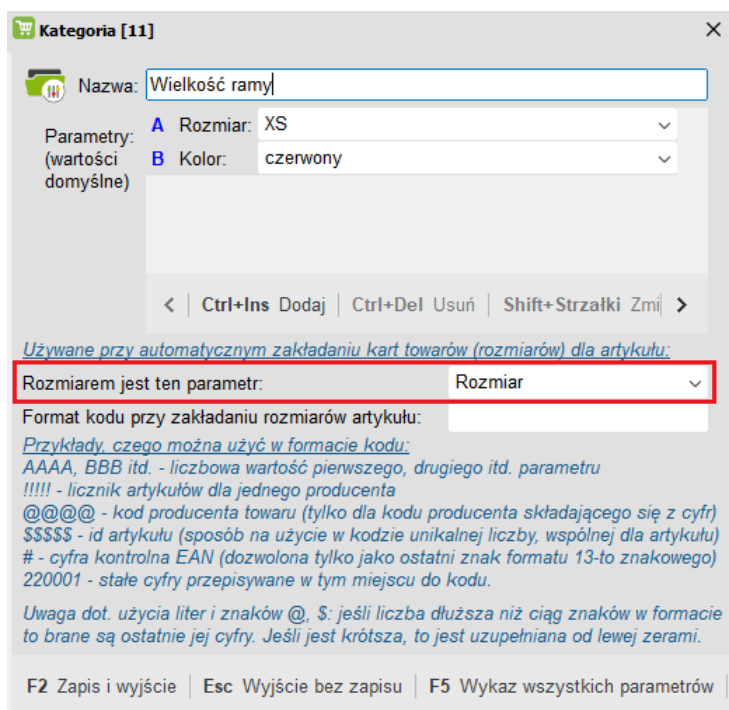 Kategoria [11]
Nazwa: Wielkość ramy
Parametry:
(wartości
domyślne)
A Rozmiar: XS
B Kolor: czerwony
Ctrl+Ins Dodaj | Ctrl+Del Usuń | Shift+Strzałki Zmi
Używane przy automatycznym zakładaniu kart towarów (rozmiarów) dla artykułu:
Rozmiarem jest ten parametr: Rozmiar
Format kodu przy zakładaniu rozmiarów artykułu:
Przykłady, czego można użyć w formacie kodu:
AAAA, BBB itd. - liczbowa wartość pierwszego, drugiego itd. parametru
!!!!! - licznik artykułów dla jednego producenta
@@@@ - kod producenta towaru (tylko dla kodu producenta składającego się z cyfr)
$$$$$ - id artykułu (sposób na użycie w kodzie unikalnej liczby, wspólnej dla artykułu)
# - cyfra kontrolna EAN (dozwolona tylko jako ostatni znak formatu 13-to znakowego)
220001 - stałe cyfry przepisywane w tym miejscu do kodu.
Uwaga dot. użycia liter i znaków @, $: jeśli liczba dłuższa niż ciąg znaków w formacie
to brane są ostatnie jej cyfry. Jeśli jest krótsza, to jest uzupełniana od lewej zerami.
F2 Zapis i wyjście | Esc Wyjście bez zapisu | F5 Wykaz wszystkich parametrów